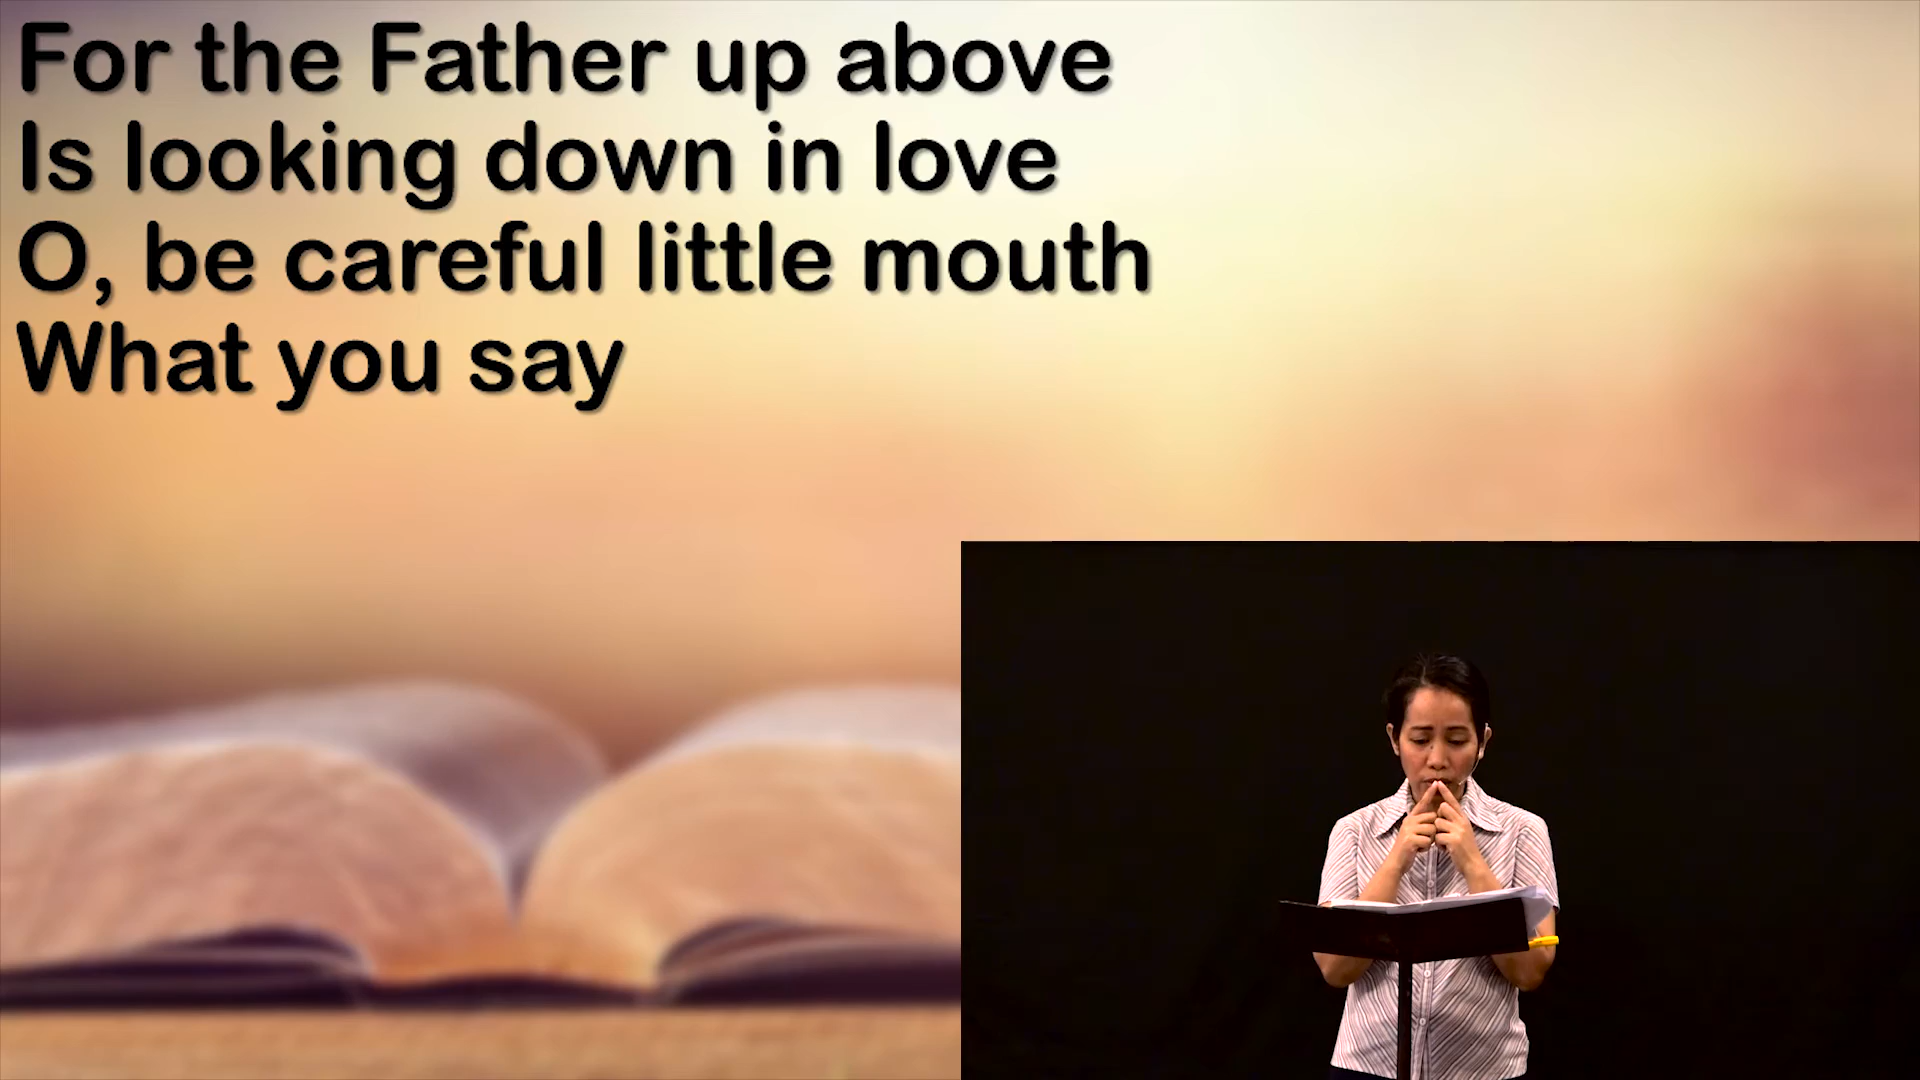 For the Father up above
Is looking down in love
O, be careful little mouth
What you say